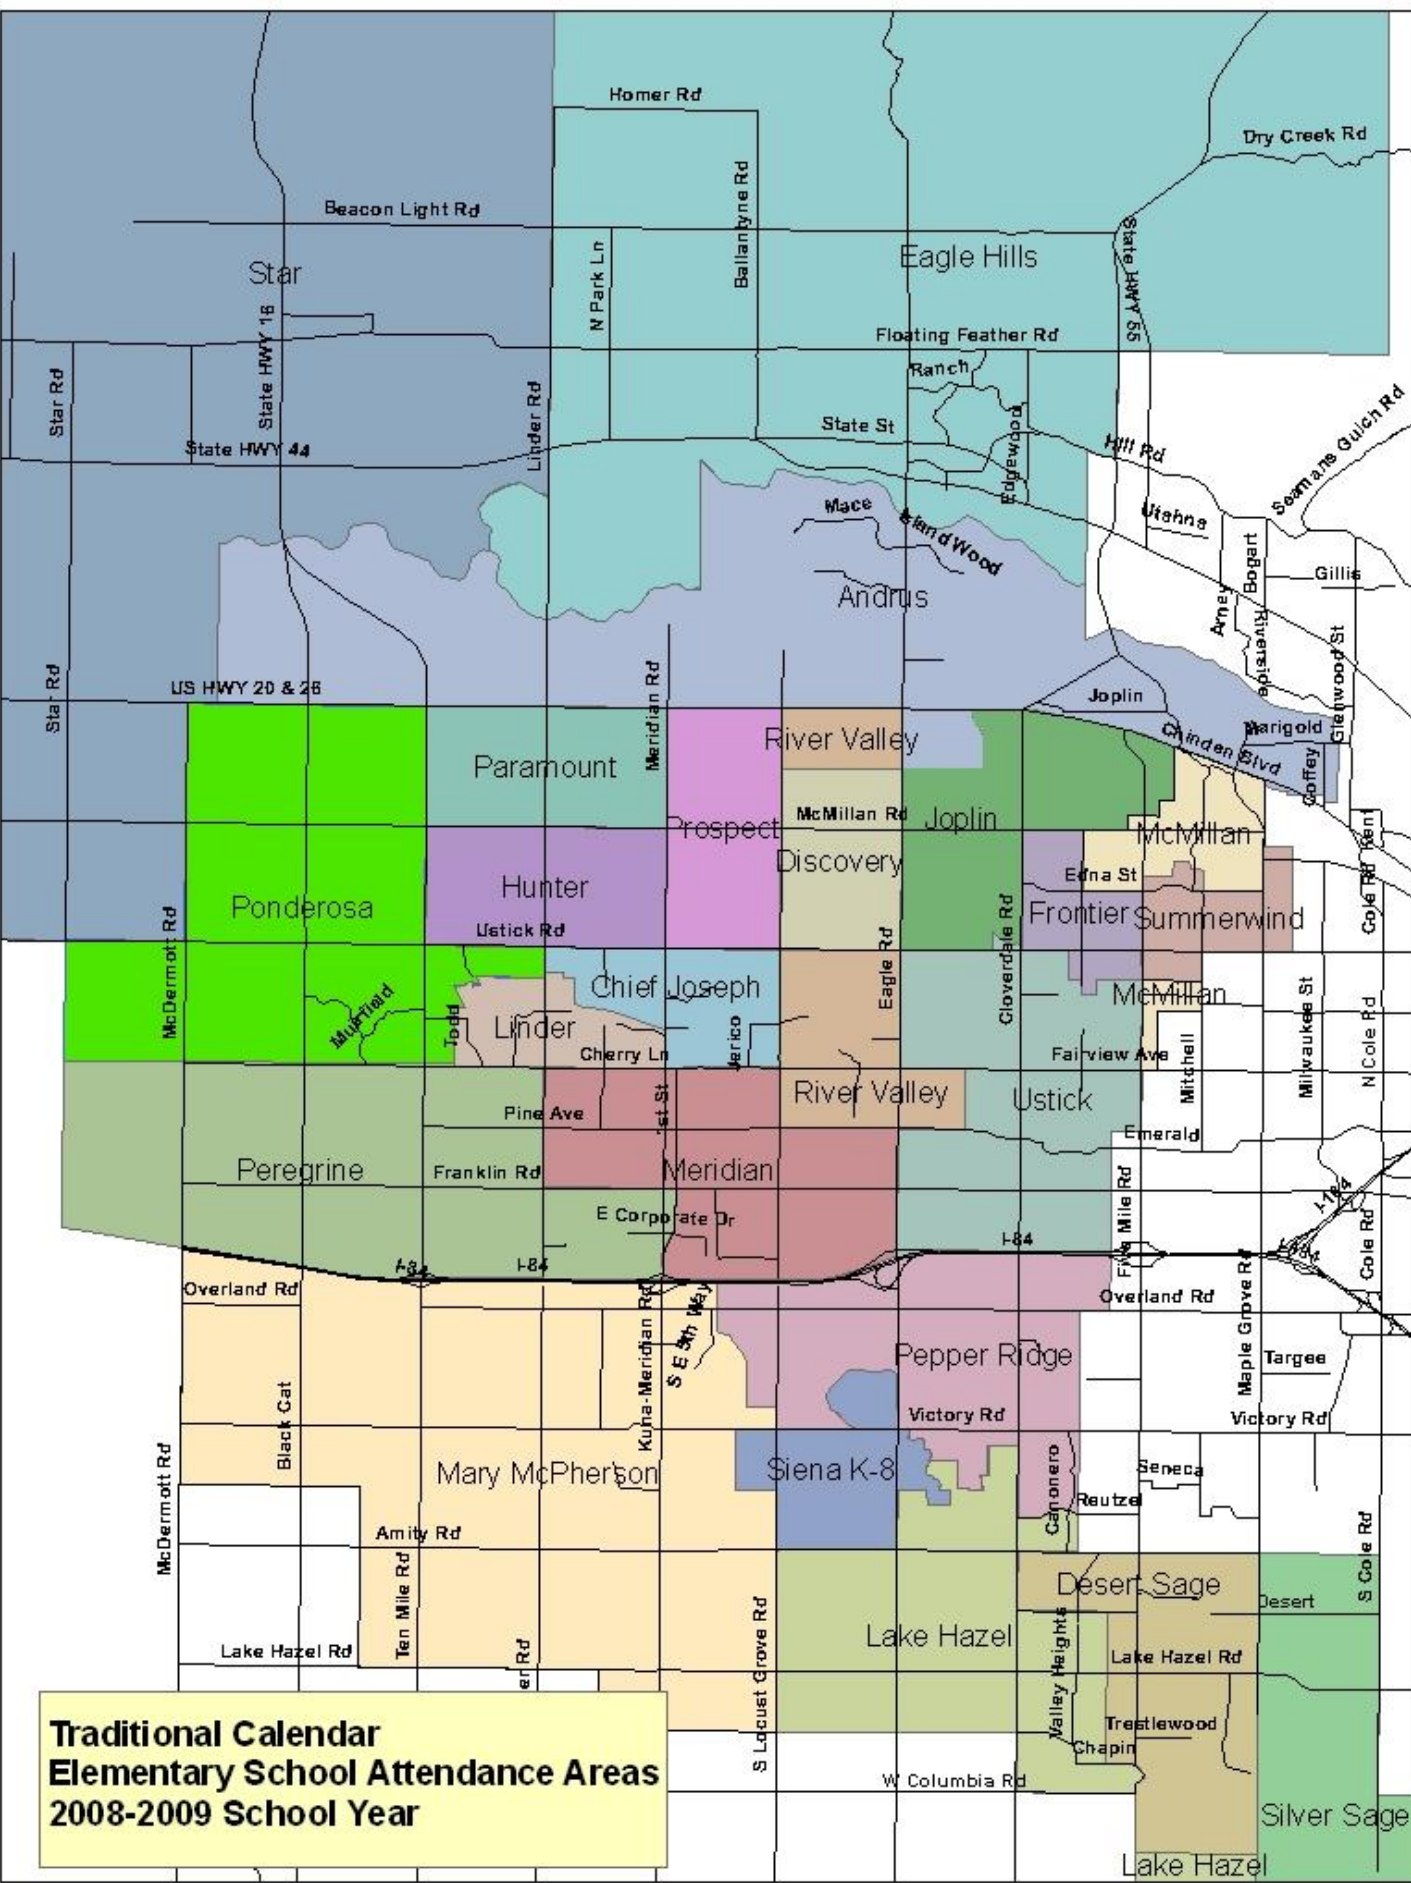 Homer Rd
Dry Creek Rd
Ballantyne Rd
Beacon Light Rd
State HWY 55
N Park Ln
Eagle Hills
Star
State HWY 16
Floating Feather Rd
Ranch
Star Rd
Linder Rd
State St
Edgewood
Seamans Gulch Rd
State HWY 44
Hill Rd
Mace
Island Wood
Utahna
Bogart
Gillis
Andrus
Arney
Riverside
Glenwood St
Star Rd
Meridian Rd
US HWY 20 & 26
Joplin
Marigold
Chinden Blvd
Coffey
River Valley
Paramount
McMillan Rd
Joplin
Prospect
McMillan
Kent
Discovery
Edna St
Cole Rd
Hunter
Ponderosa
Frontier
Summerwind
Ustick Rd
McDermott Rd
Eagle Rd
Cloverdale Rd
Chief Joseph
McMillan
Muirfield
Todd
Linder
Jerico
Cherry Ln
Fairview Ave
Mitchell
Milwaukee St
N Cole Rd
River Valley
Ustick
Pine Ave
1st St
Emerald
Peregrine
Franklin Rd
Meridian
Five Mile Rd
I-184
E Corporate Dr
I-84
I-84
I-84
I-84
Cole Rd
Overland Rd
Overland Rd
Kuna-Meridian Rd
S E 5th Way
Maple Grove Rd
Pepper Ridge
Targee
Black Cat
Victory Rd
Victory Rd
McDermott Rd
Mary McPherson
Siena K-8
Canonero
Seneca
Reutzel
Amity Rd
S Cole Rd
Ten Mile Rd
Desert Sage
Desert
S Locust Grove Rd
Lake Hazel
Valley Heights
Lake Hazel Rd
er Rd
Lake Hazel Rd
Trestlewood
Chapin
W Columbia Rd
Silver Sage
Lake Hazel
Traditional Calendar
Elementary School Attendance Areas
2008-2009 School Year